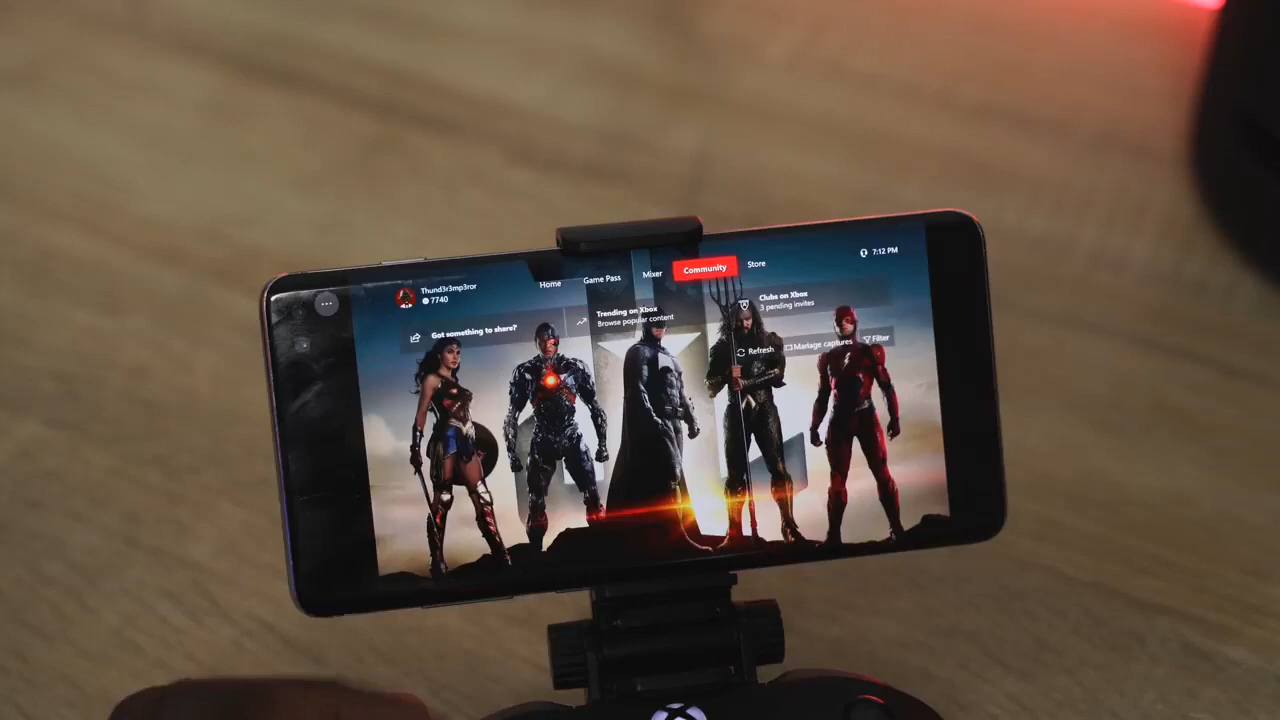 Thund3r3mp3ror
7740
Home
Game Pass
Mixer
Community
Store
7:12 PM
Got something to share?
Trending on Xbox
Browse popular content
Clubs on Xbox
3 pending invites
Refresh
Manage captures
Filter